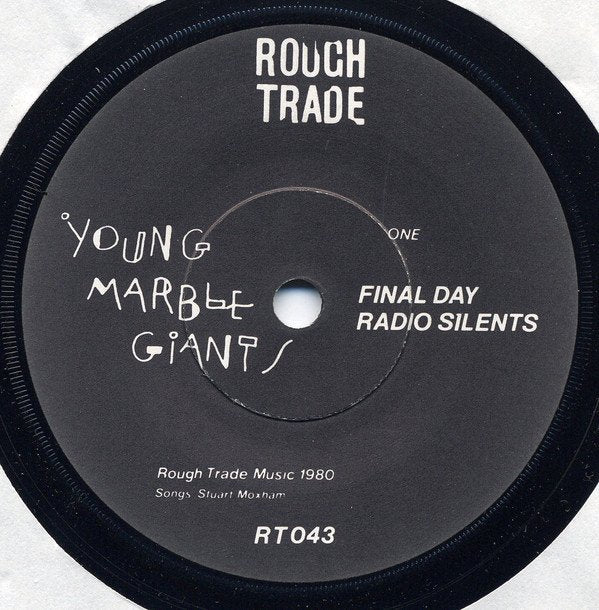 ROUGH
TRADE
YOUNG
MARBLE
GIANTS
ONE
FINAL DAY
RADIO SILENTS
Rough Trade Music 1980
Songs Stuart Moxham
RT043